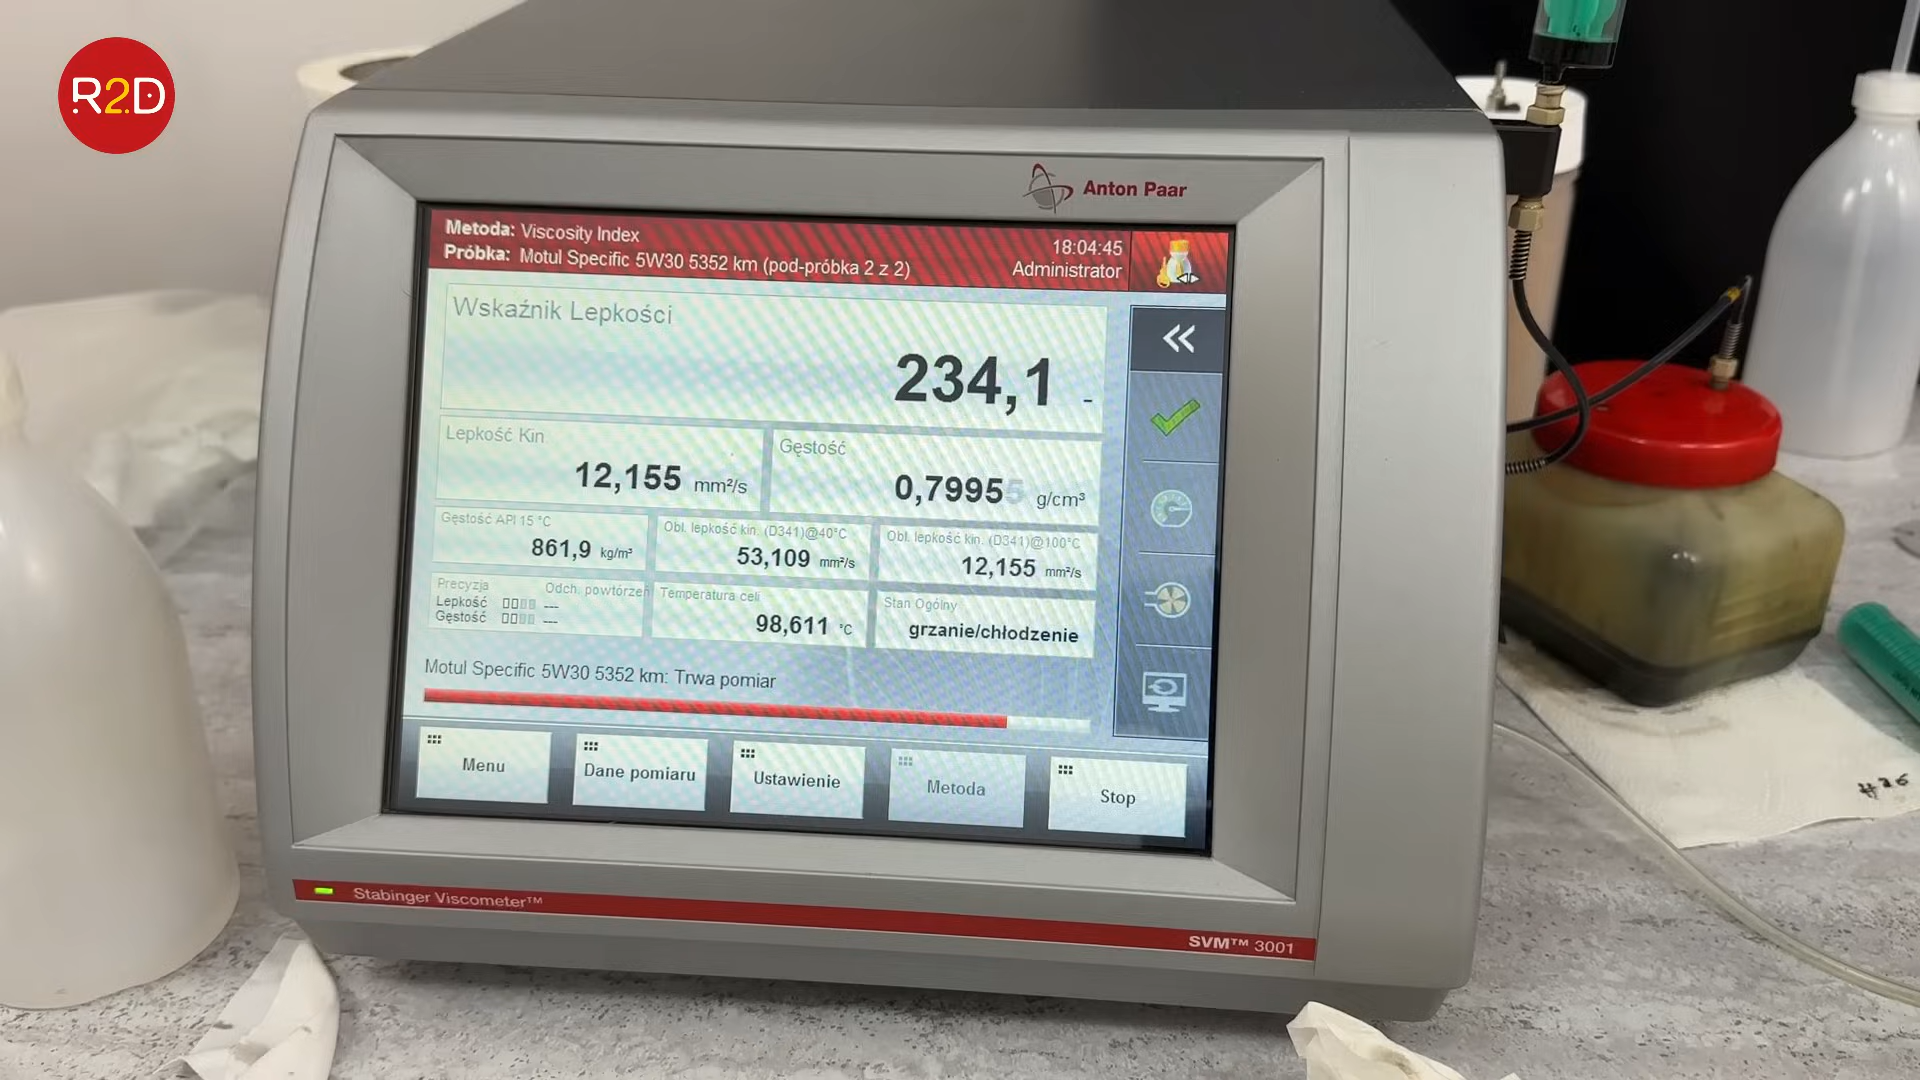 R2D
Anton Paar
Metoda: Viscosity Index
18:04:45
Próbka: Motul Specific 5W30 5352 km (pod-próbka 2 z 2)
Administrator
Wskaźnik Lepkości
234,1 -
Lepkość Kin
12,155 mm²/s
Gęstość
0,79955 g/cm³
Gęstość API 15 °C
861,9 kg/m³
Obl. lepkość kin. (D341)@40°C
53,109 mm²/s
Obl. lepkość kin. (D341)@100°C
12,155 mm²/s
Precyzja Odch. powtórzeń
Lepkość ---
Gęstość ---
Temperatura celi
98,611 °C
Stan Ogólny
grzanie/chłodzenie
Motul Specific 5W30 5352 km: Trwa pomiar
Menu
Dane pomiaru
Ustawienie
Metoda
Stop
Stabinger Viscometer™
SVM™ 3001